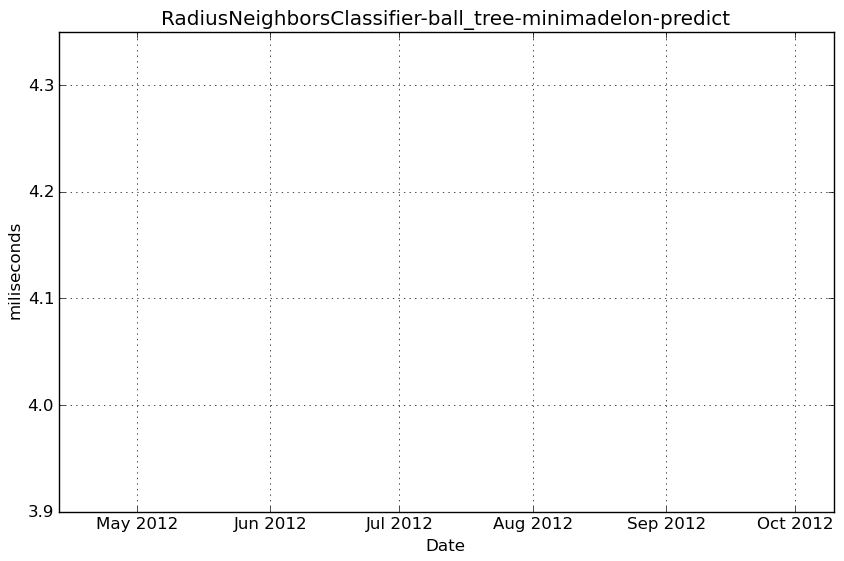 RadiusNeighborsClassifier-ball_tree-minimadelon-predict
4.3
4.2
4.1
4.0
3.9
miliseconds
May 2012 Jun 2012 Jul 2012 Aug 2012 Sep 2012 Oct 2012
Date